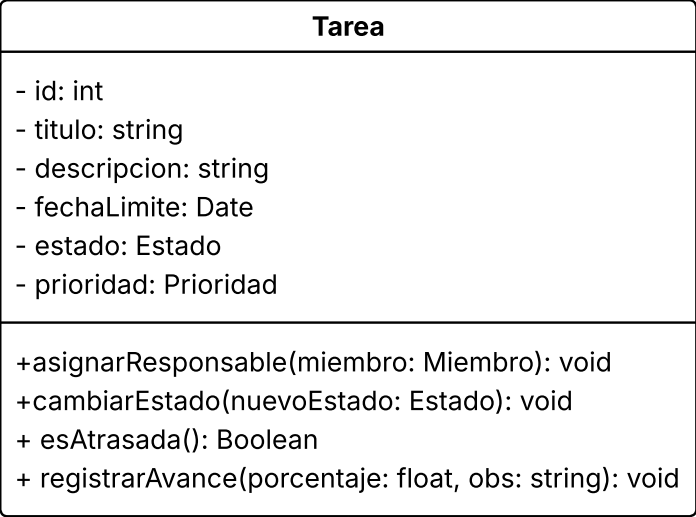 Tarea
- id: int
- titulo: string
- descripcion: string
- fechaLimite: Date
- estado: Estado
- prioridad: Prioridad
+asignarResponsable(miembro: Miembro): void
+cambiarEstado(nuevoEstado: Estado): void
+ esAtrasada(): Boolean
+ registrarAvance(porcentaje: float, obs: string): void